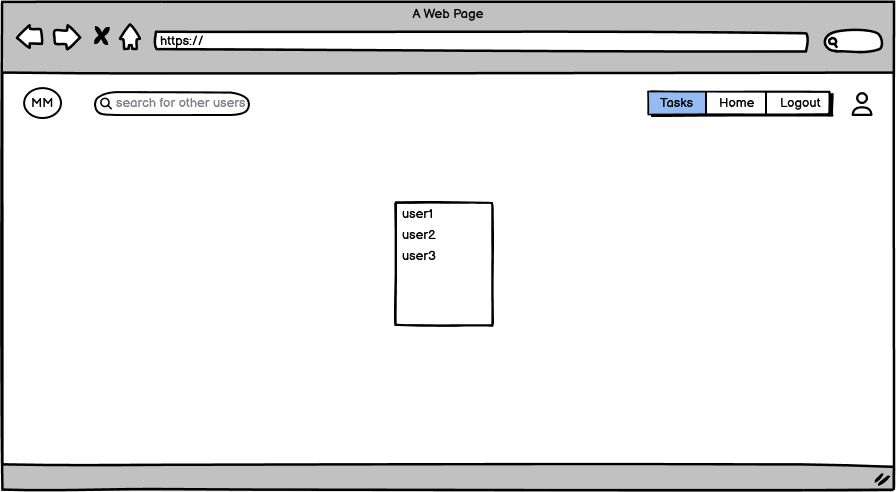 A Web Page
https://
MM
search for other users
Tasks Home Logout
user1
user2
user3